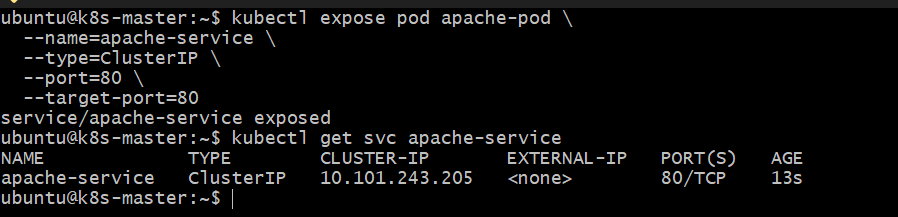 ubuntu@k8s-master:~$ kubectl expose pod apache-pod \
  --name=apache-service \
  --type=ClusterIP \
  --port=80 \
  --target-port=80
service/apache-service exposed
ubuntu@k8s-master:~$ kubectl get svc apache-service
NAME             TYPE        CLUSTER-IP       EXTERNAL-IP   PORT(S)   AGE
apache-service   ClusterIP   10.101.243.205   <none>        80/TCP    13s
ubuntu@k8s-master:~$